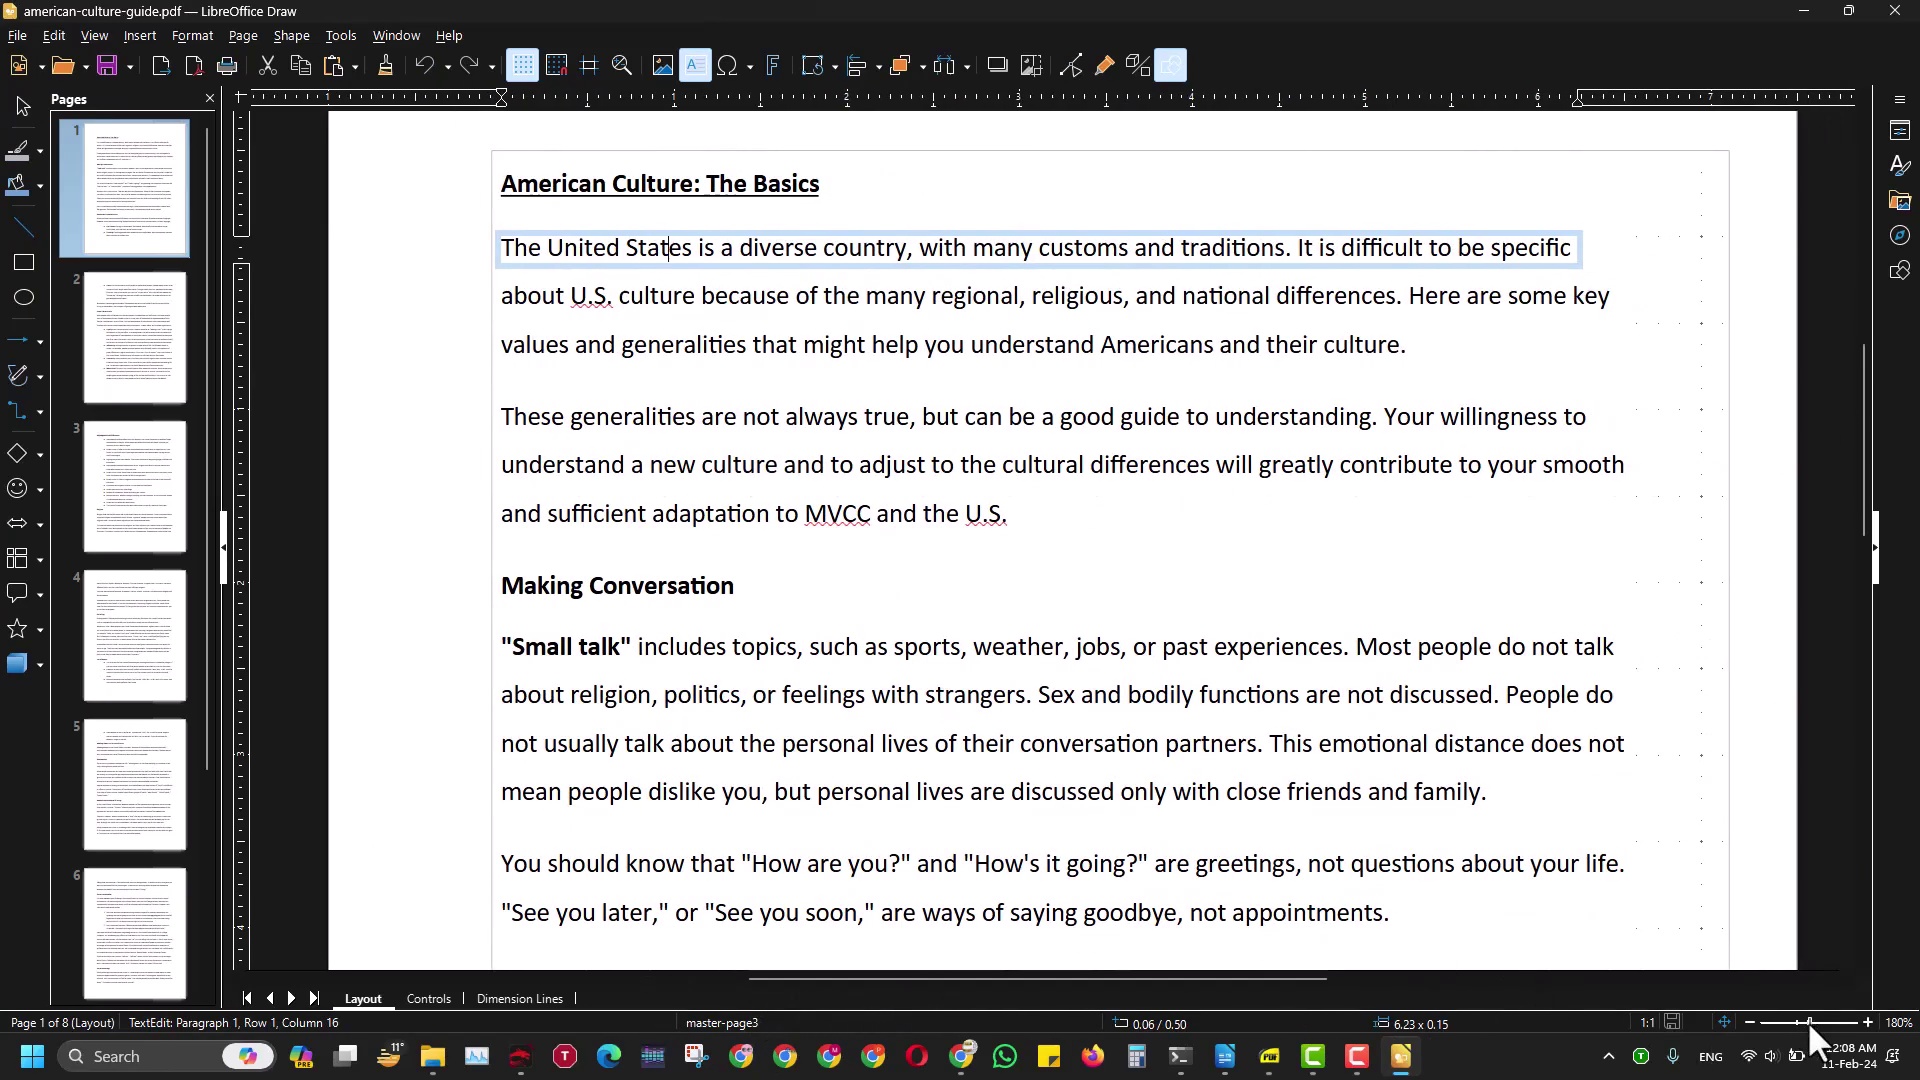 american-culture-guide.pdf — LibreOffice Draw
File Edit View Insert Format Page Shape Tools Window Help
Pages
1 1 2 3 4 5 6 7
1
2
3
4
5
6
American Culture: The Basics
The United States is a diverse country, with many customs and traditions. It is difficult to be specific
about U.S. culture because of the many regional, religious, and national differences. Here are some key
values and generalities that might help you understand Americans and their culture.
These generalities are not always true, but can be a good guide to understanding. Your willingness to
understand a new culture and to adjust to the cultural differences will greatly contribute to your smooth
and sufficient adaptation to MVCC and the U.S.
Making Conversation
"Small talk" includes topics, such as sports, weather, jobs, or past experiences. Most people do not talk
about religion, politics, or feelings with strangers. Sex and bodily functions are not discussed. People do
not usually talk about the personal lives of their conversation partners. This emotional distance does not
mean people dislike you, but personal lives are discussed only with close friends and family.
You should know that "How are you?" and "How's it going?" are greetings, not questions about your life.
"See you later," or "See you soon," are ways of saying goodbye, not appointments.
Layout Controls Dimension Lines
Page 1 of 8 (Layout) TextEdit: Paragraph 1, Row 1, Column 16 master-page3 0.06 / 0.50 6.23 x 0.15 1:1 180%
Search PRE 11° ENG 12:08 AM
11-Feb-24